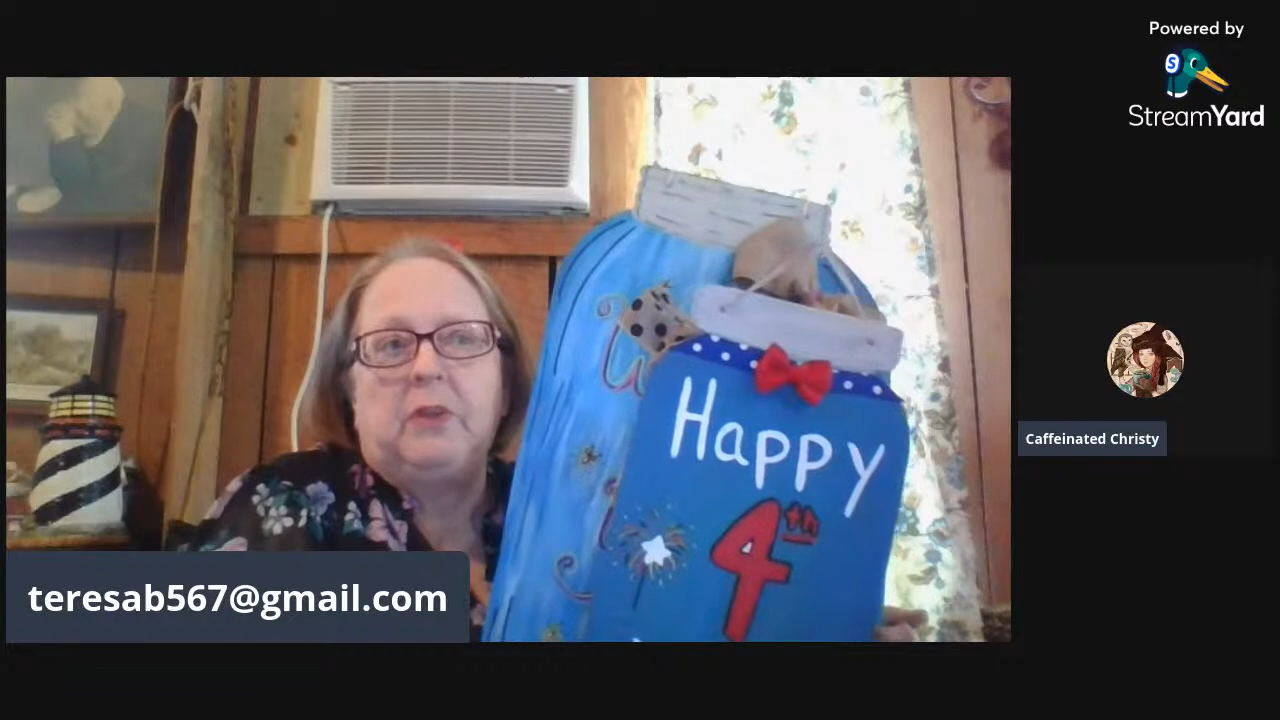 Powered by
StreamYard
Happy
4th
teresab567@gmail.com
Caffeinated Christy